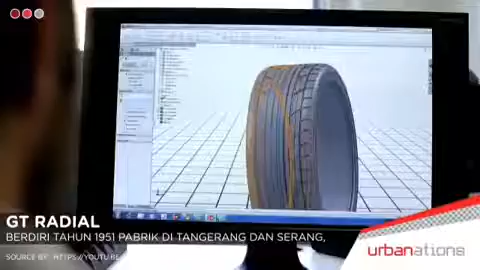 GT RADIAL
BERDIRI TAHUN 1951 PABRIK DI TANGERANG DAN SERANG,
SOURCE BY : HTTPS://YOUTU.BE
urbanations